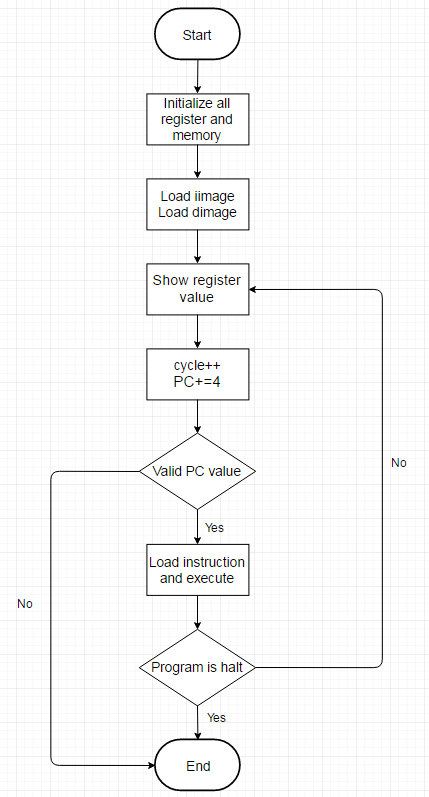 Start
Initialize all
register and
memory
Load iimage
Load dimage
Show register
value
cycle++
PC+=4
Valid PC value
No
Yes
Load instruction
and execute
No
Program is halt
Yes
End